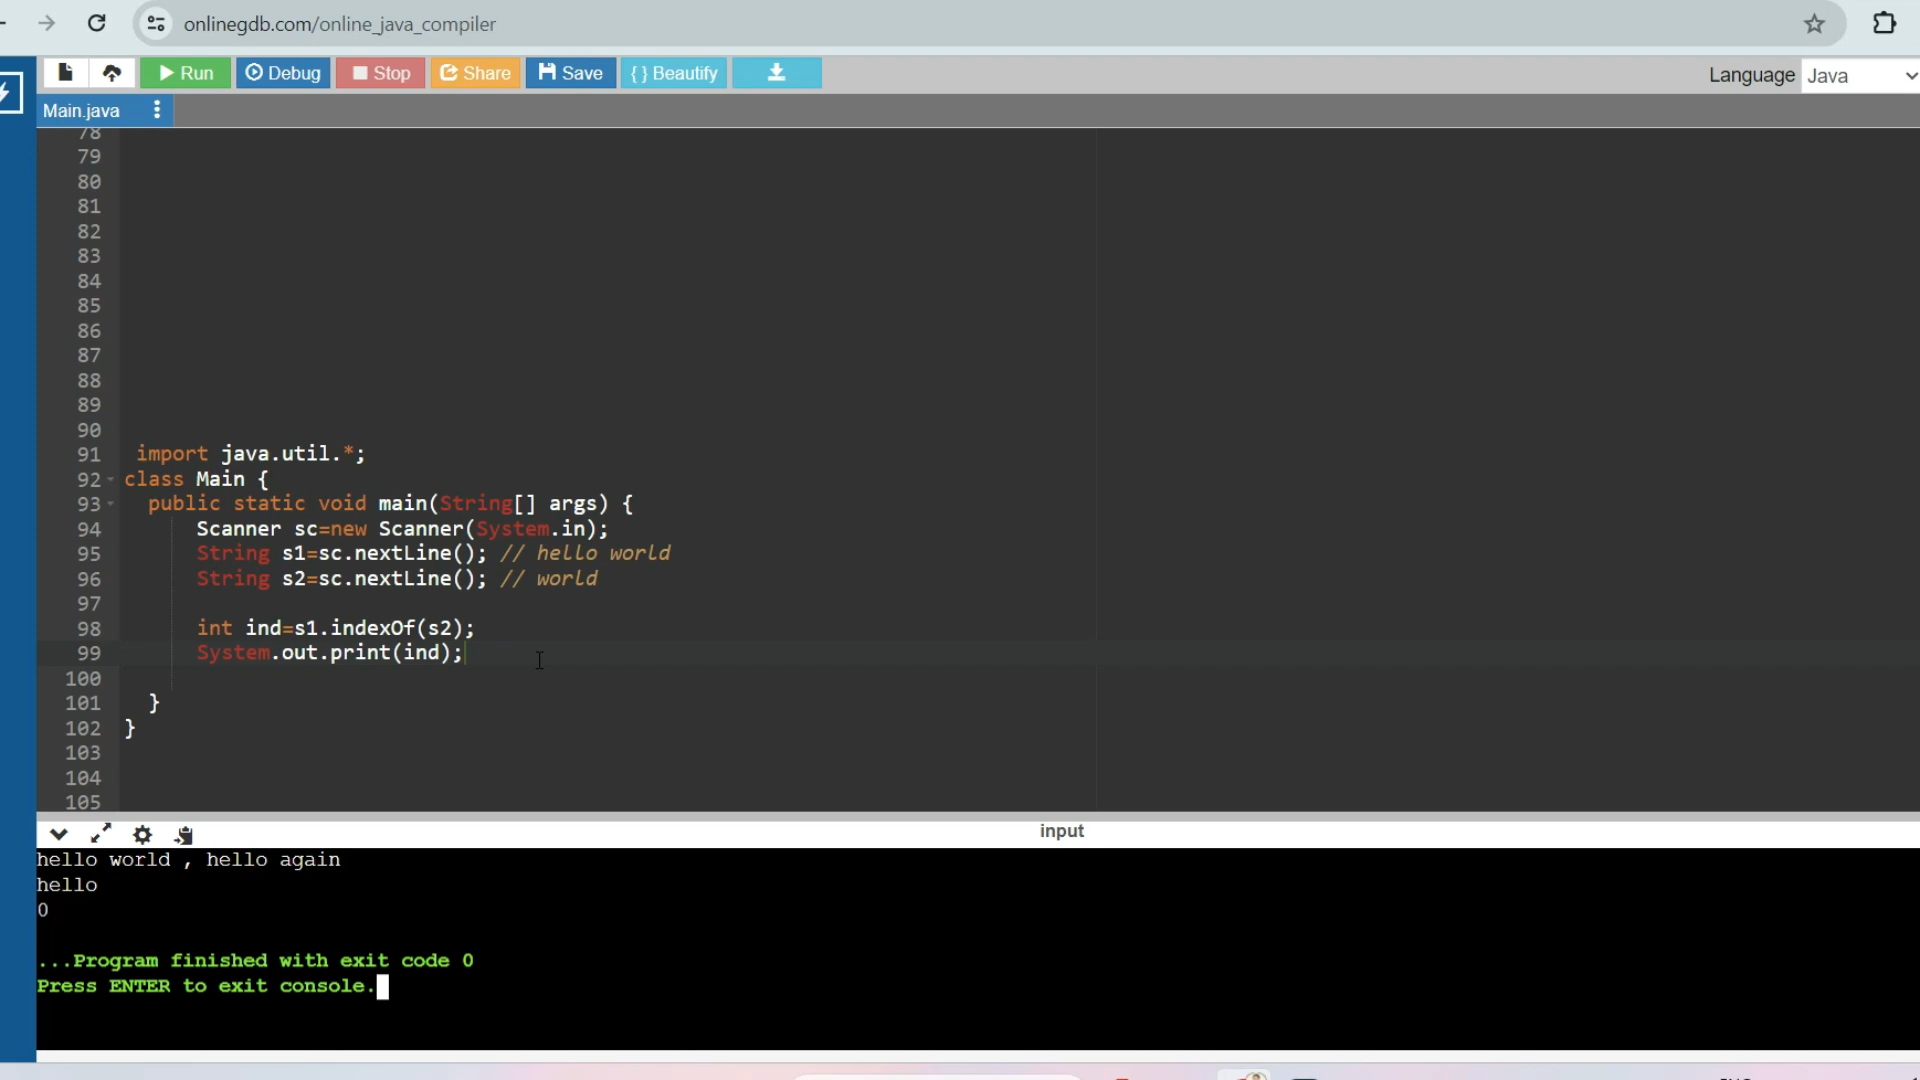 onlinegdb.com/online_java_compiler
Run Debug Stop Share Save { } Beautify
Language Java
Main.java
78
79
80
81
82
83
84
85
86
87
88
89
90
91 import java.util.*;
92 class Main {
93 public static void main(String[] args) {
94 Scanner sc=new Scanner(System.in);
95 String s1=sc.nextLine(); // hello world
96 String s2=sc.nextLine(); // world
97
98 int ind=s1.indexOf(s2);
99 System.out.print(ind);
100
101 }
102 }
103
104
105
input
hello world , hello again
hello
0
...Program finished with exit code 0
Press ENTER to exit console.